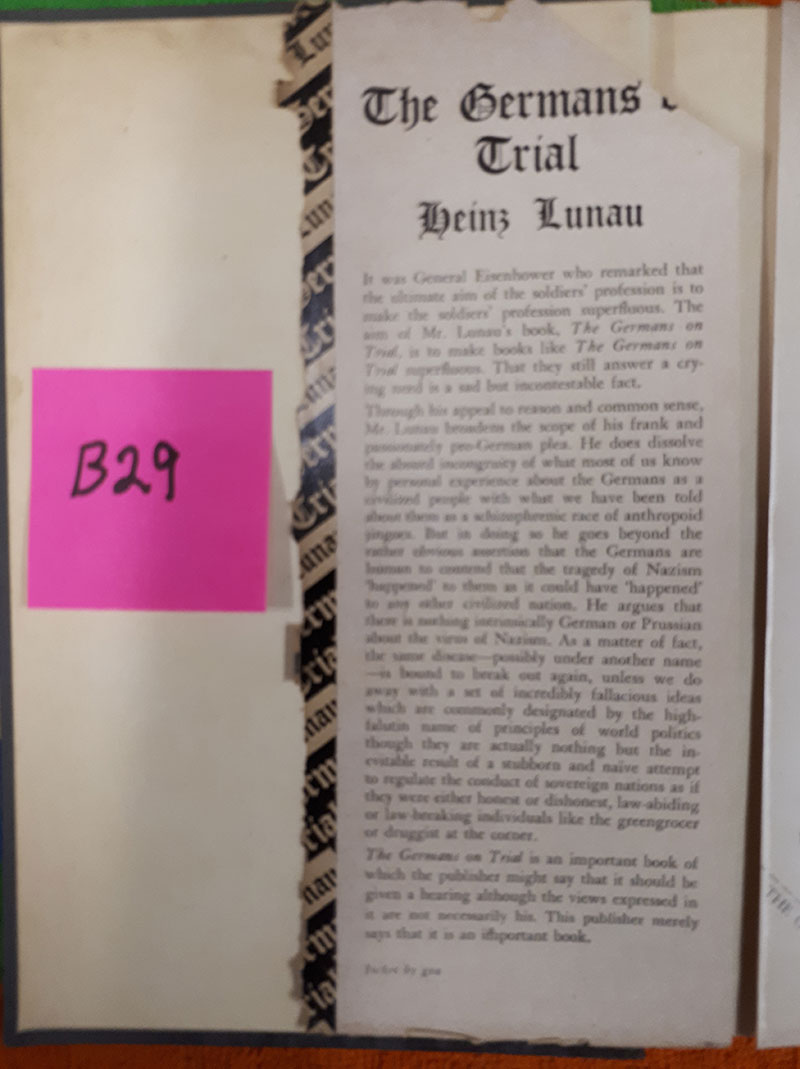 B29
The Germans
Trial
Heinz Lunau
It was General Eisenhower who remarked that
the ultimate aim of the soldiers' profession is to
make the soldiers' profession superfluous. The
aim of Mr. Lunau's book, The Germans on
Trial, is to make books like The Germans on
Trial superfluous. That they still answer a cry-
ing need is a sad but incontestable fact.
Through his appeal to reason and common sense,
Mr. Lunau broadens the scope of his frank and
passionately pro-German plea. He does dissolve
the absurd incongruity of what most of us know
by personal experience about the Germans as a
civilized people with what we have been told
about them as a schizophrenic race of anthropoid
jingoes. But in doing so he goes beyond the
rather obvious assertion that the Germans are
human to contend that the tragedy of Nazism
'happened' to them as it could have 'happened'
to any other civilized nation. He argues that
there is nothing intrinsically German or Prussian
about the virus of Nazism. As a matter of fact,
the same disease—possibly under another name
—is bound to break out again, unless we do
away with a set of incredibly fallacious ideas
which are commonly designated by the high-
falutin name of principles of world politics
though they are actually nothing but the in-
evitable result of a stubborn and naive attempt
to regulate the conduct of sovereign nations as if
they were either honest or dishonest, law-abiding
or law-breaking individuals like the greengrocer
or druggist at the corner.
The Germans on Trial is an important book of
which the publisher might say that it should be
given a hearing although the views expressed in
it are not necessarily his. This publisher merely
says that it is an important book.
by
THE